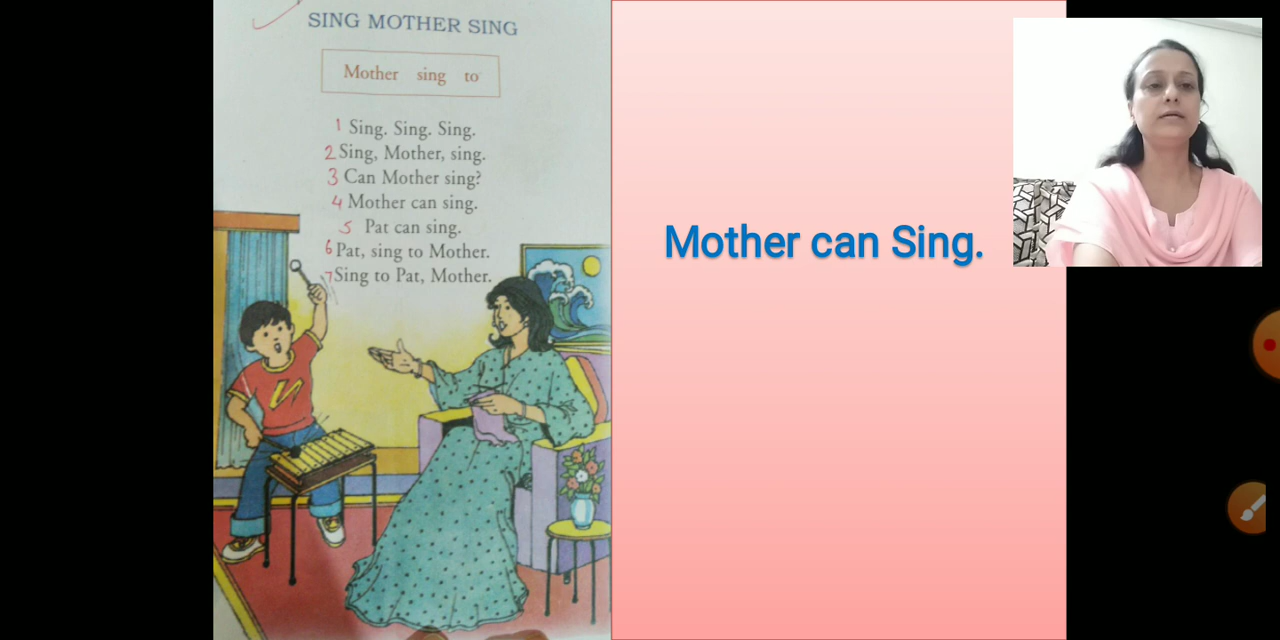 SING MOTHER SING
Mother sing to
1 Sing. Sing. Sing.
2 Sing, Mother, sing.
3 Can Mother sing?
4 Mother can sing.
5 Pat can sing.
6 Pat, sing to Mother.
7 Sing to Pat, Mother.
Mother can Sing.